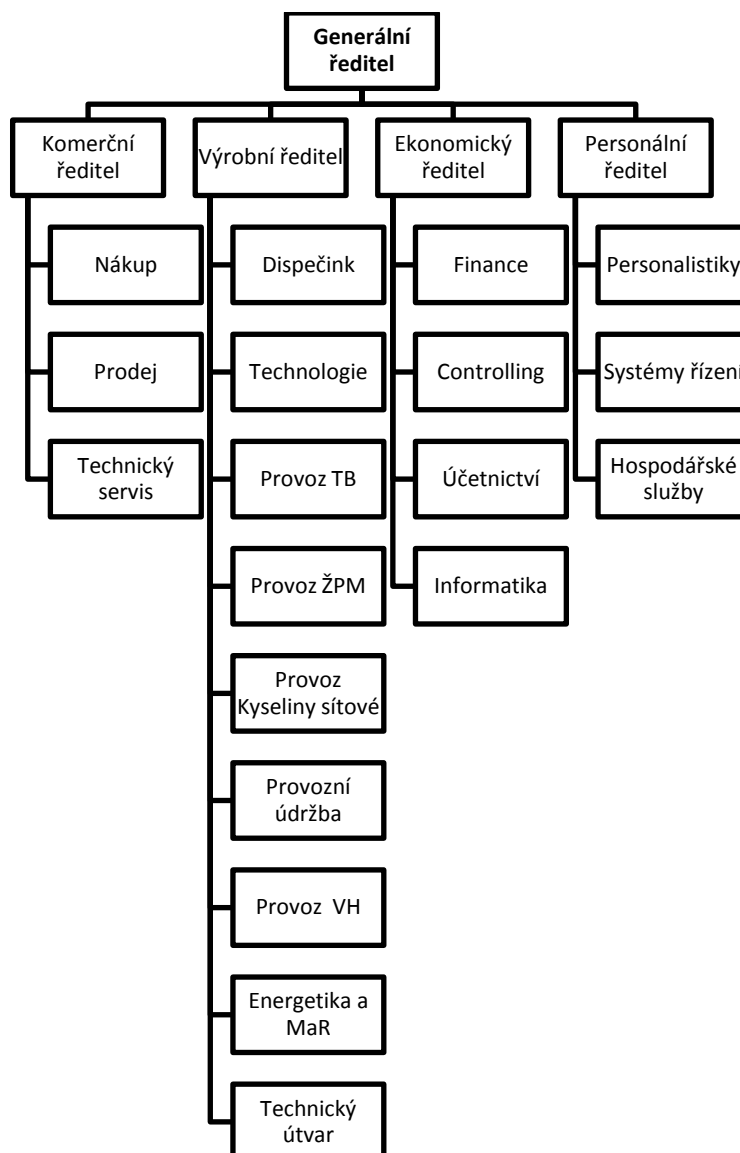 Generální
ředitel
Komerční
ředitel
Výrobní ředitel
Ekonomický
ředitel
Personální
ředitel
Nákup
Prodej
Technický
servis
Dispečink
Technologie
Provoz TB
Provoz ŽPM
Provoz
Kyseliny sítové
Provozní
údržba
Provoz VH
Energetika a
MaR
Technický
útvar
Finance
Controlling
Účetnictví
Informatika
Personalistiky
Systémy řízení
Hospodářské
služby